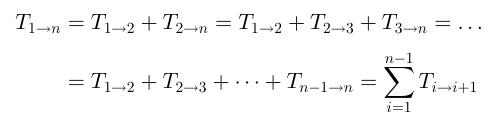 T_{1→n} = T_{1→2} + T_{2→n} = T_{1→2} + T_{2→3} + T_{3→n} = …
= T_{1→2} + T_{2→3} + ⋯ + T_{n−1→n} = \sum_{i=1}^{n−1} T_{i→i+1}